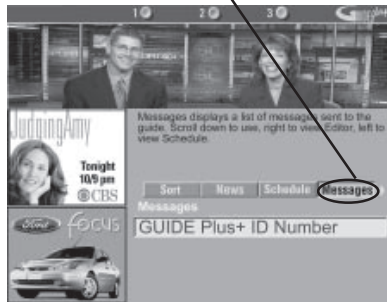 1 2 3 G
Messages displays a list of messages sent to the
guide. Scroll down to use, right to view Editor, left to
view Schedule.
JudgingAmy
Tonight
10/9 pm
CBS
Sort News Schedule Messages
Messages
GUIDE Plus+ ID Number
Ford focus